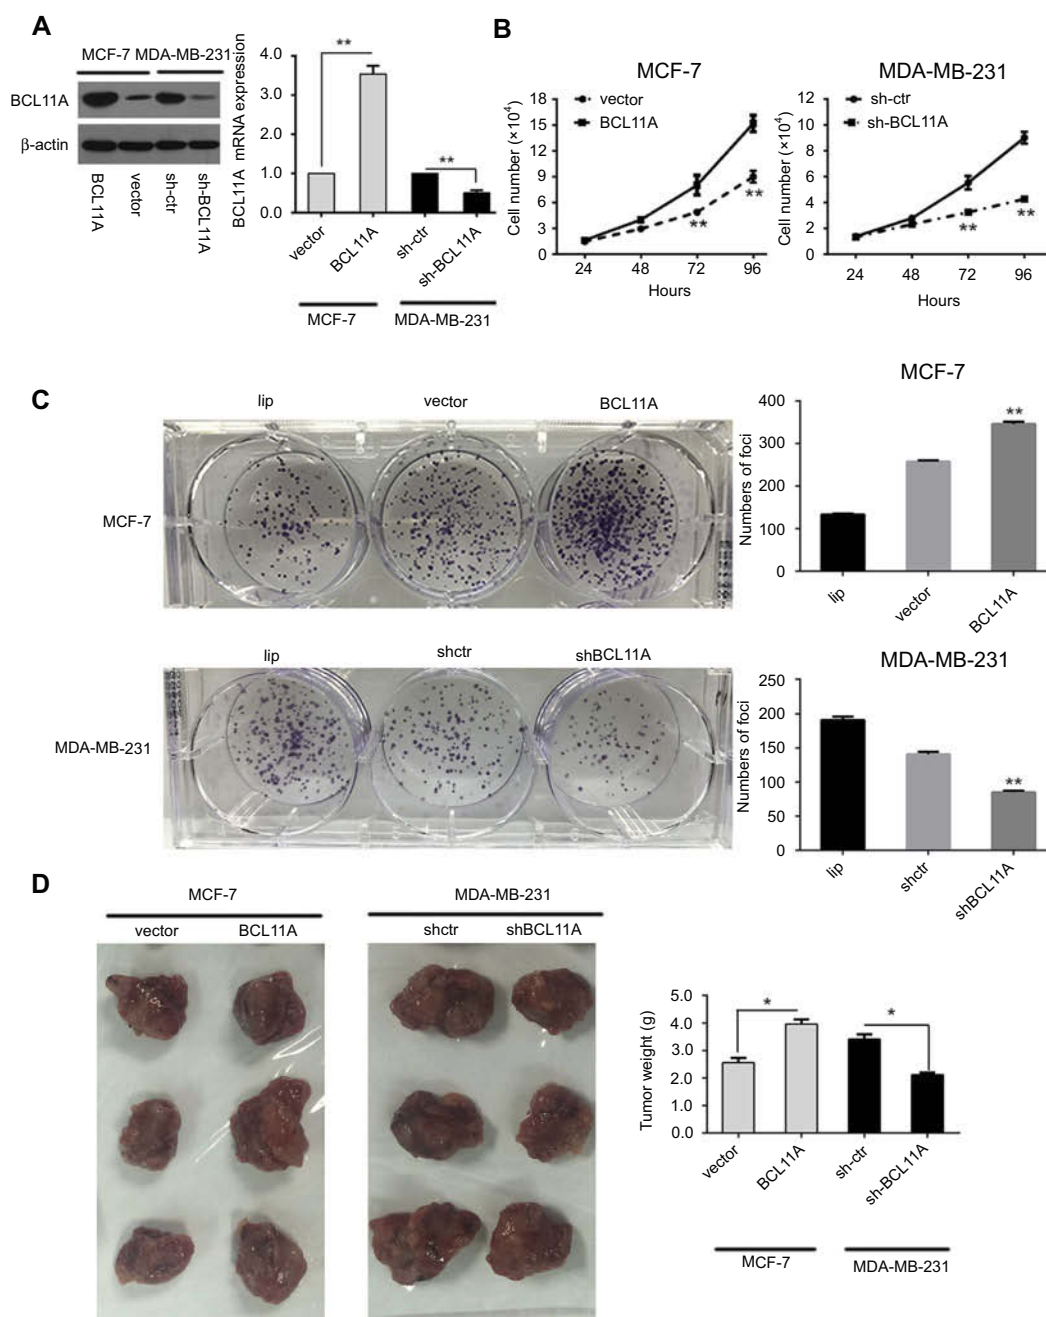 A
MCF-7 MDA-MB-231
BCL11A
β-actin
BCL11A
vector
sh-ctr
sh-BCL11A
BCL11A mRNA expression
4.0
3.0
2.0
1.0
0.0
**
**
vector
BCL11A
sh-ctr
sh-BCL11A
MCF-7
MDA-MB-231
B
MCF-7
Cell number (×10⁴)
18
15
12
9
6
3
0
vector
BCL11A
**
**
24 48 72 96
Hours
MDA-MB-231
Cell number (×10⁴)
12
10
8
6
4
2
0
sh-ctr
sh-BCL11A
**
**
24 48 72 96
Hours
C
lip vector BCL11A
MCF-7
MCF-7
Numbers of foci
400
300
200
100
0
**
lip
vector
BCL11A
lip shctr shBCL11A
MDA-MB-231
MDA-MB-231
Numbers of foci
250
200
150
100
50
0
**
lip
shctr
shBCL11A
D
MCF-7
vector BCL11A
MDA-MB-231
shctr shBCL11A
Tumor weight (g)
5.0
4.0
3.0
2.0
1.0
0.0
*
*
vector
BCL11A
sh-ctr
sh-BCL11A
MCF-7
MDA-MB-231